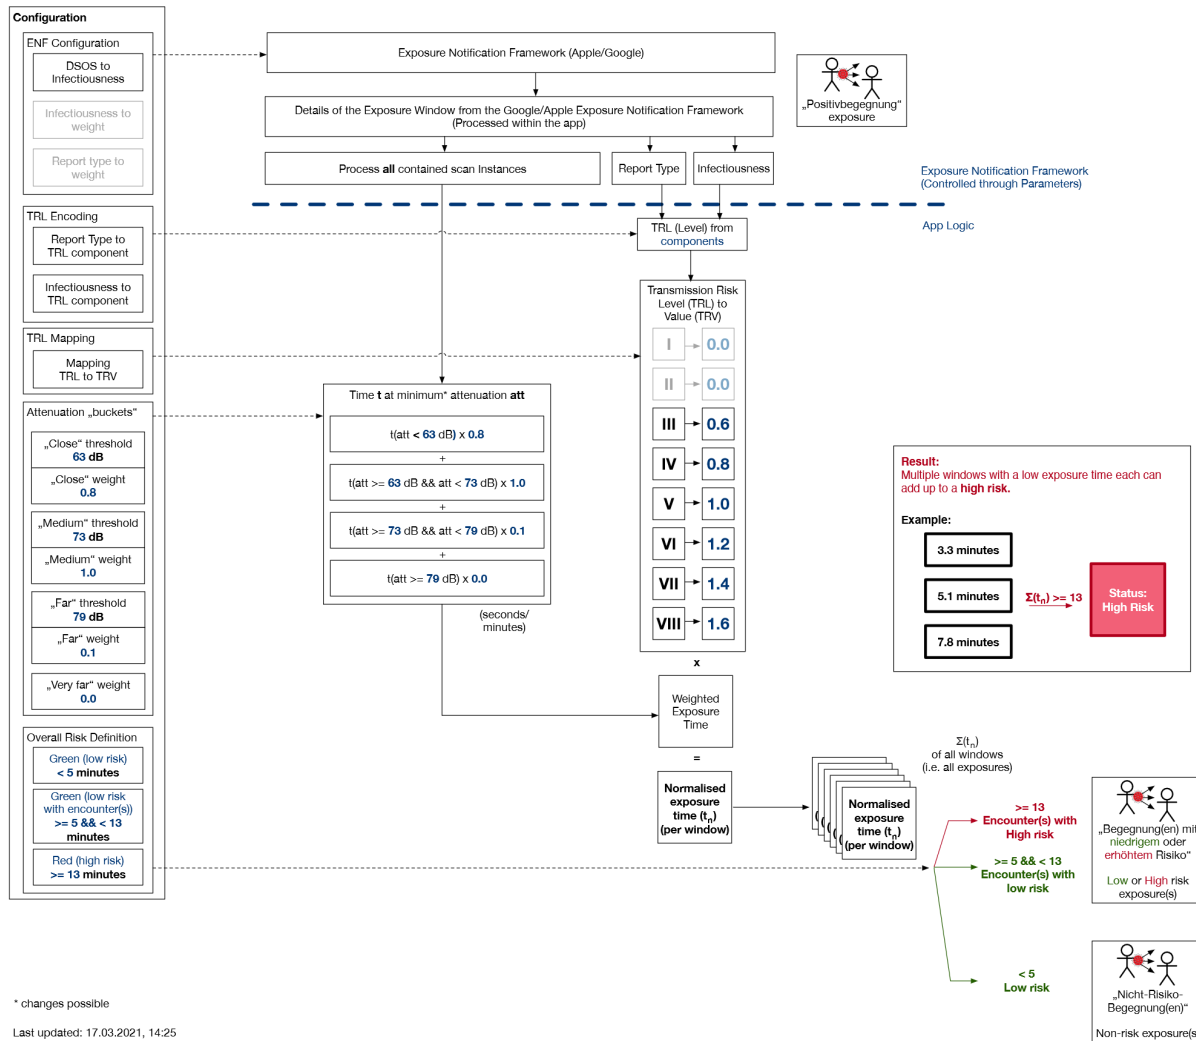 Configuration
ENF Configuration
DSOS to
Infectiousness
Infectiousness to
weight
Report type to
weight
TRL Encoding
Report Type to
TRL component
Infectiousness to
TRL component
TRL Mapping
Mapping
TRL to TRV
Attenuation „buckets“
„Close“ threshold
63 dB
„Close“ weight
0.8
„Medium“ threshold
73 dB
„Medium“ weight
1.0
„Far“ threshold
79 dB
„Far“ weight
0.1
„Very far“ weight
0.0
Overall Risk Definition
Green (low risk)
< 5 minutes
Green (low risk
with encounter(s))
>= 5 && < 13
minutes
Red (high risk)
>= 13 minutes
Exposure Notification Framework (Apple/Google)
Details of the Exposure Window from the Google/Apple Exposure Notification Framework
(Processed within the app)
Process all contained scan Instances
Report Type
Infectiousness
„Positivbegegnung“
exposure
Exposure Notification Framework
(Controlled through Parameters)
App Logic
TRL (Level) from
components
Transmission Risk
Level (TRL) to
Value (TRV)
I 0.0
II 0.0
III 0.6
IV 0.8
V 1.0
VI 1.2
VII 1.4
VIII 1.6
x
Time t at minimum* attenuation att
t(att < 63 dB) x 0.8
+
t(att >= 63 dB && att < 73 dB) x 1.0
+
t(att >= 73 dB && att < 79 dB) x 0.1
+
t(att >= 79 dB) x 0.0
(seconds/
minutes)
Weighted
Exposure
Time
=
Normalised
exposure
time (tn)
(per window)
Σ(tn)
of all windows
(i.e. all exposures)
Normalised
exposure
time (tn)
(per window)
Result:
Multiple windows with a low exposure time each can
add up to a high risk.
Example:
3.3 minutes
5.1 minutes
7.8 minutes
Σ(tn) >= 13
Status:
High Risk
>= 13
Encounter(s) with
High risk
>= 5 && < 13
Encounter(s) with
low risk
< 5
Low risk
„Begegnung(en) mit
niedrigem oder
erhöhtem Risiko“
Low or High risk
exposure(s)
„Nicht-Risiko-
Begegnung(en)“
Non-risk exposure(s
* changes possible
Last updated: 17.03.2021, 14:25